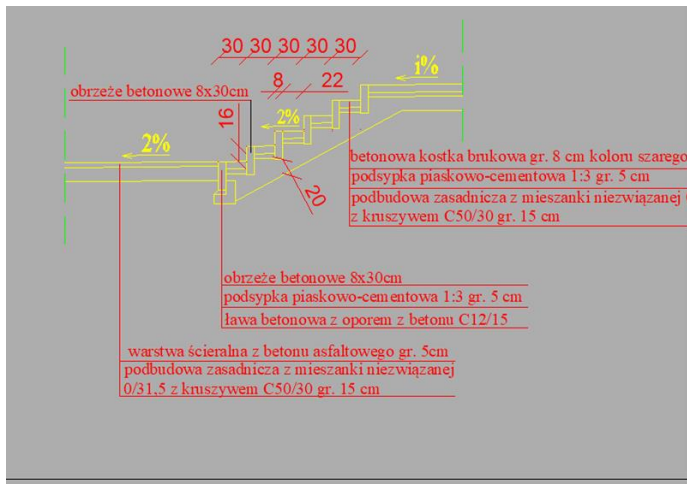 30 30 30 30 30
i%
8 22
obrzeże betonowe 8x30cm
2%
16
2%
betonowa kostka brukowa gr. 8 cm koloru szarego
podsypka piaskowo-cementowa 1:3 gr. 5 cm
podbudowa zasadnicza z mieszanki niezwiązanej
z kruszywem C50/30 gr. 15 cm
20
obrzeże betonowe 8x30cm
podsypka piaskowo-cementowa 1:3 gr. 5 cm
ława betonowa z oporem z betonu C12/15
warstwa ścieralna z betonu asfaltowego gr. 5cm
podbudowa zasadnicza z mieszanki niezwiązanej
0/31,5 z kruszywem C50/30 gr. 15 cm